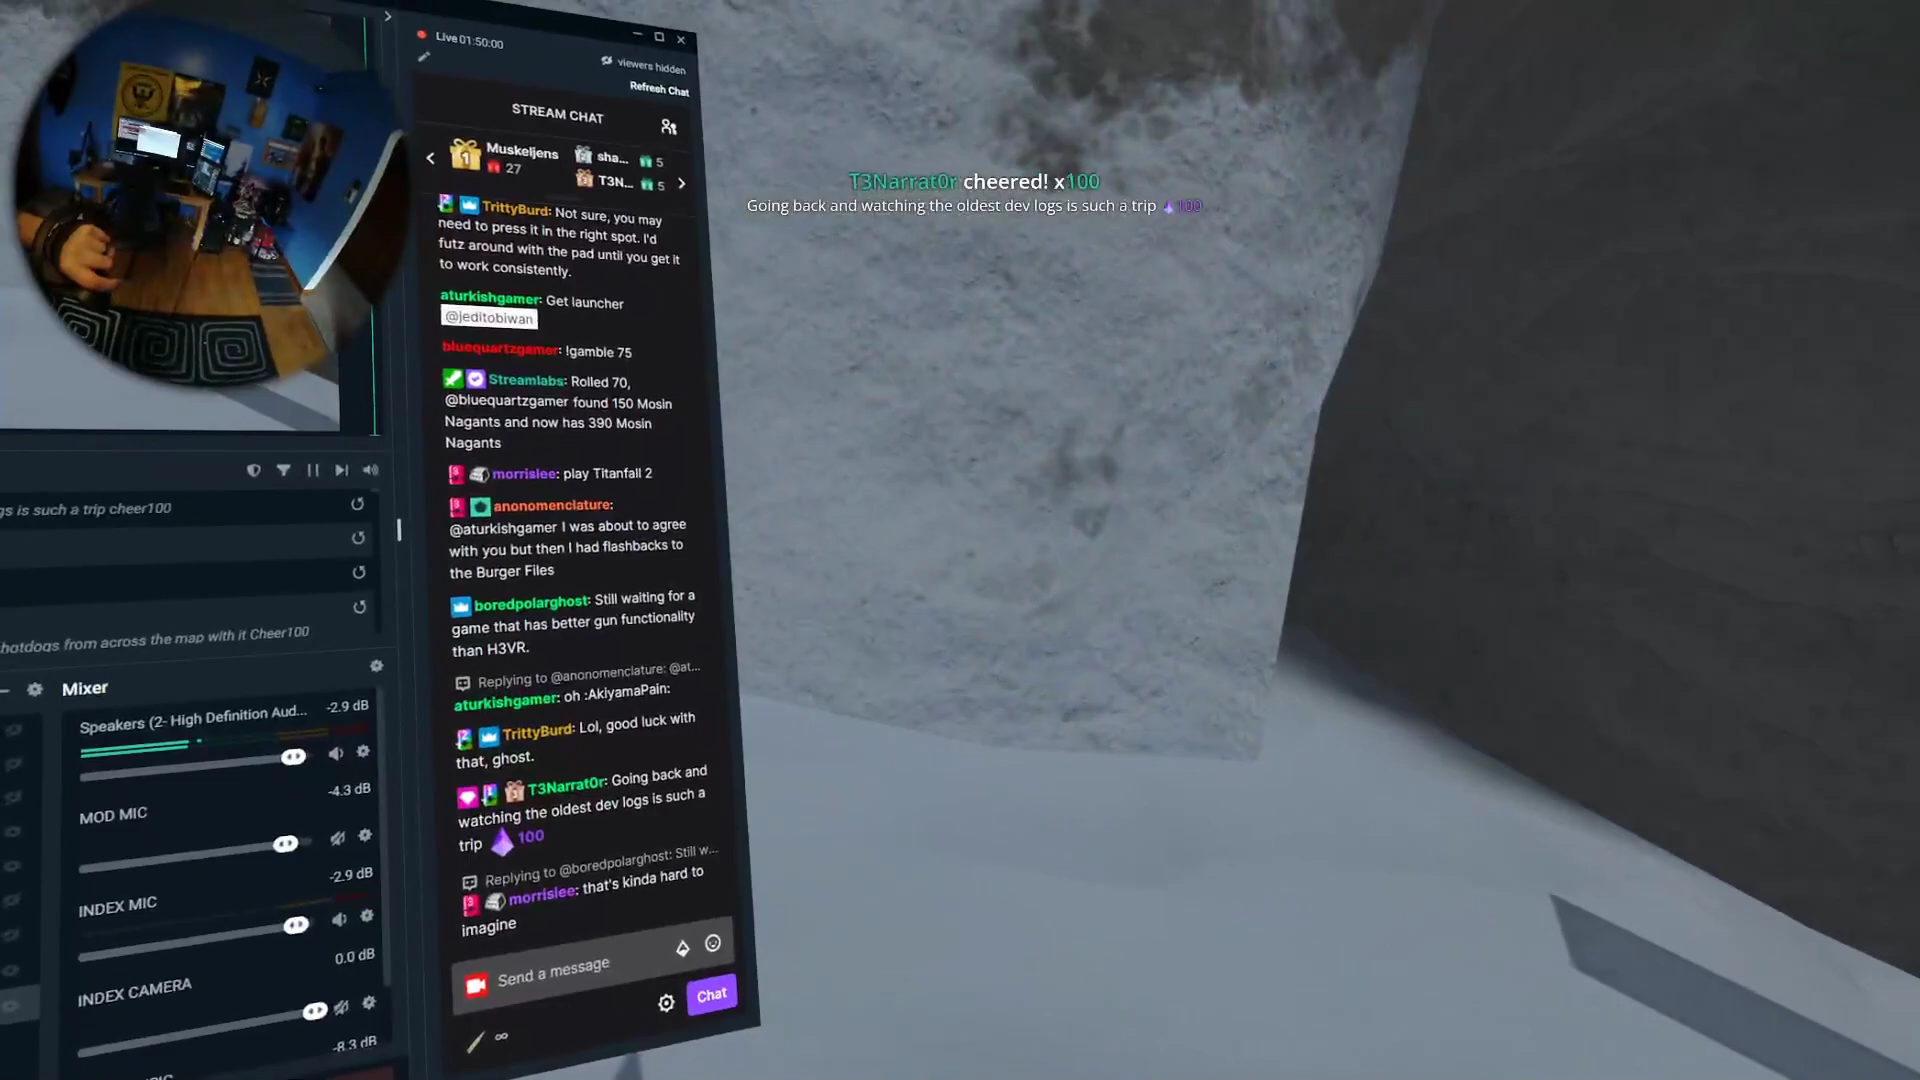 Live 01:50:00
viewers hidden
Refresh Chat
STREAM CHAT
1 Muskeljens
27
sha... 5
T3N... 5
TrittyBurd: Not sure, you may
need to press it in the right spot. I'd
futz around with the pad until you get it
to work consistently.
aturkishgamer: Get launcher
@jeditobiwan
bluequartzgamer: !gamble 75
Streamlabs: Rolled 70,
@bluequartzgamer found 150 Mosin
Nagants and now has 390 Mosin
Nagants
morrislee: play Titanfall 2
anonomenclature:
@aturkishgamer I was about to agree
with you but then I had flashbacks to
the Burger Files
boredpolarghost: Still waiting for a
game that has better gun functionality
than H3VR.
Replying to @anonomenclature: @at...
aturkishgamer: oh :AkiyamaPain:
TrittyBurd: Lol, good luck with
that, ghost.
T3Narrat0r: Going back and
watching the oldest dev logs is such a
trip 100
Replying to @boredpolarghost: Still w...
morrislee: that's kinda hard to
imagine
Send a message
Chat
∞
T3Narrat0r cheered! x100
Going back and watching the oldest dev logs is such a trip 100
gs is such a trip cheer100
hotdogs from across the map with it Cheer100
Mixer
Speakers (2- High Definition Aud... -2.9 dB
MOD MIC -4.3 dB
INDEX MIC -2.9 dB
INDEX CAMERA 0.0 dB
-8.3 dB